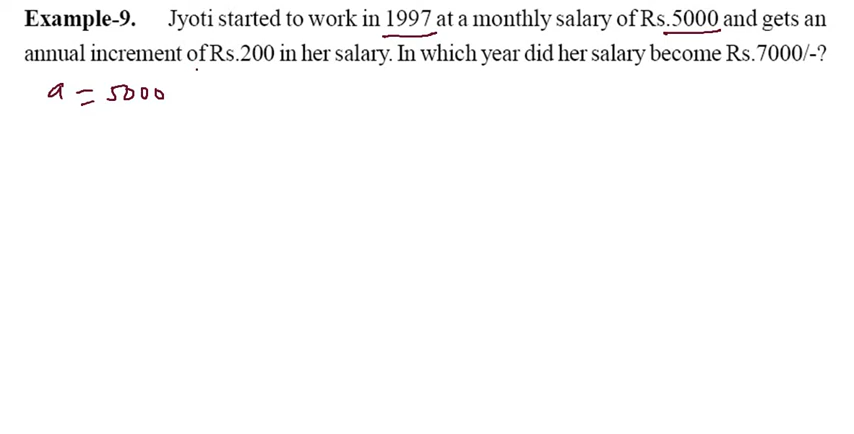 Example-9. Jyoti started to work in 1997 at a monthly salary of Rs.5000 and gets an
annual increment of Rs.200 in her salary. In which year did her salary become Rs.7000/-?
a = 5000